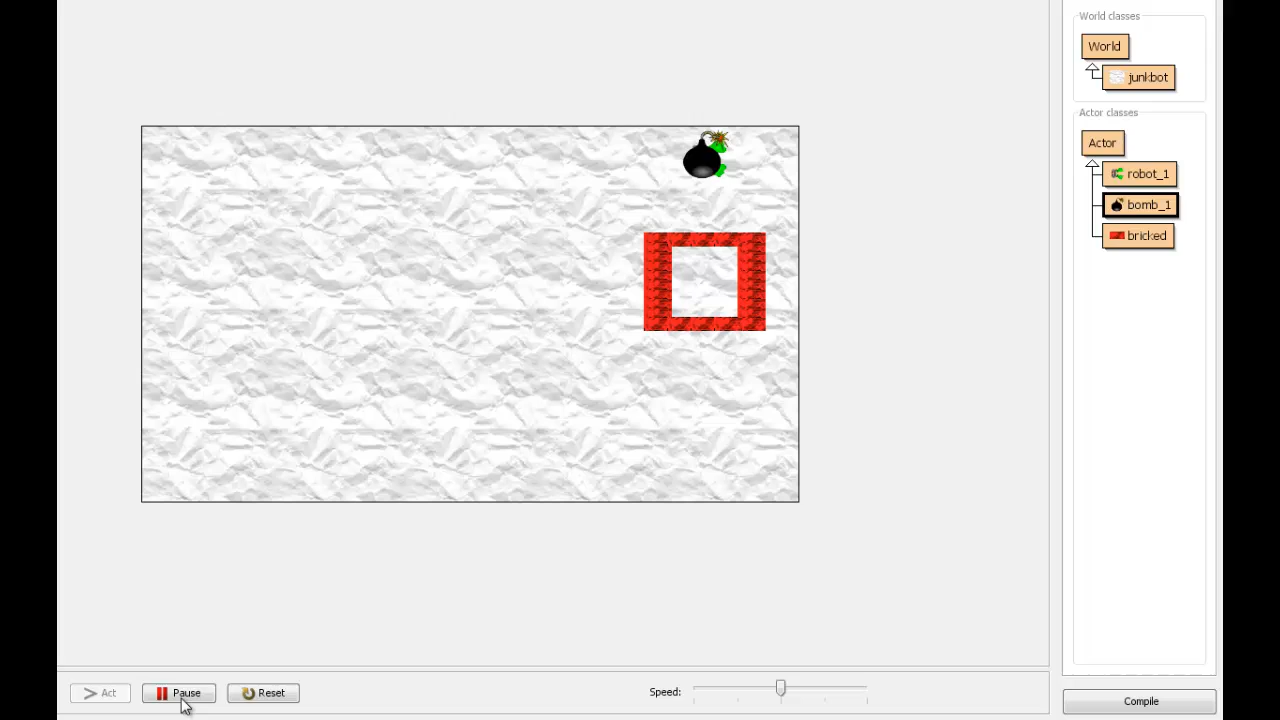 World classes
World
junkbot
Actor classes
Actor
robot_1
bomb_1
bricked
Act
Pause
Reset
Speed:
Compile